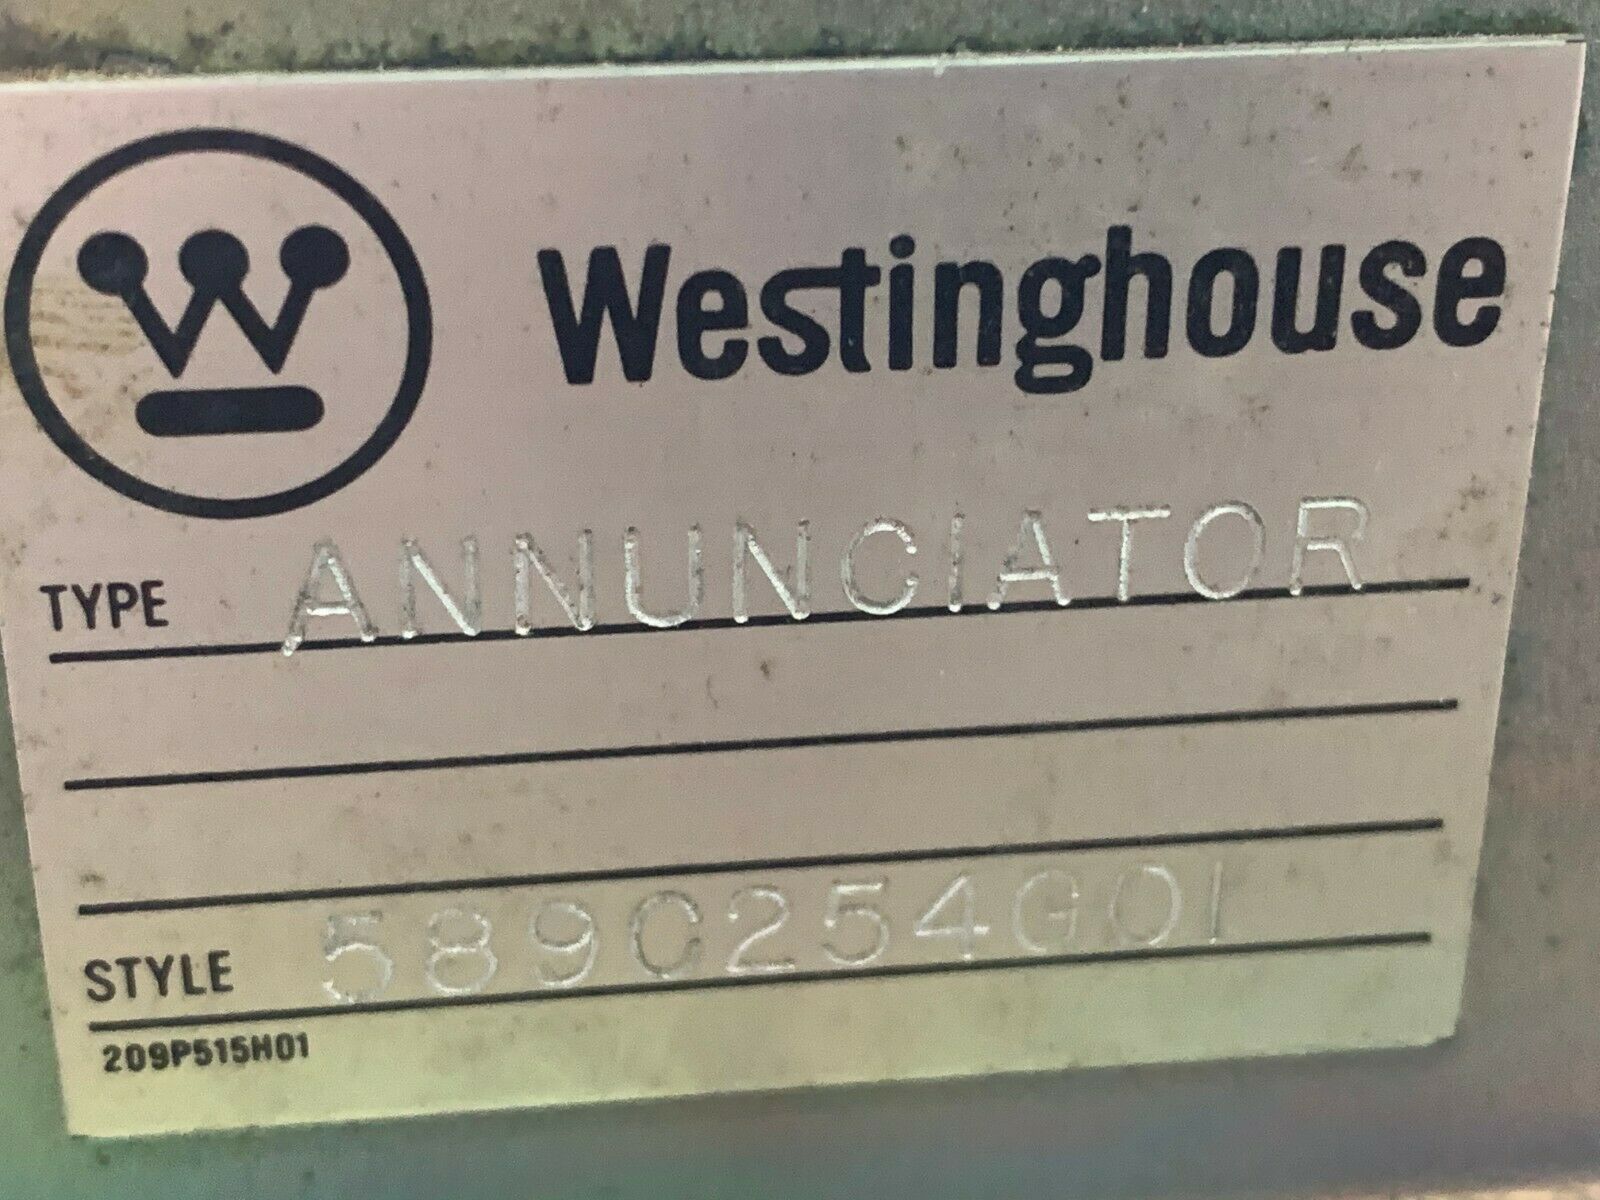 Westinghouse
TYPE ANNUNCIATOR
STYLE 589C254G01
209P515H01